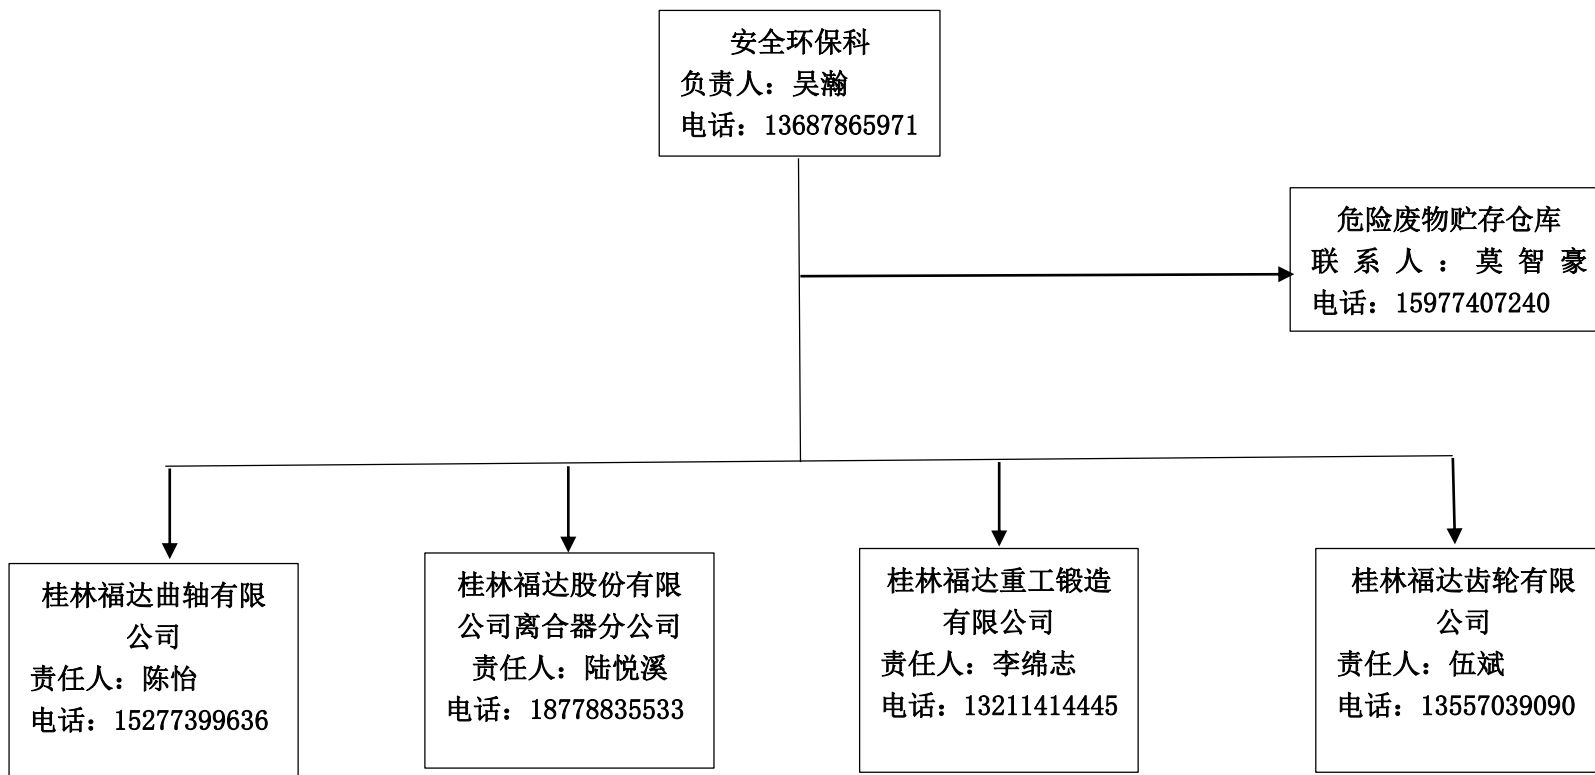 安全环保科
负责人：吴瀚
电话：13687865971
危险废物贮存仓库
联 系 人 ： 莫 智 豪
电话：15977407240
桂林福达曲轴有限
公司
责任人：陈怡
电话：15277399636
桂林福达股份有限
公司离合器分公司
责任人：陆悦溪
电话：18778835533
桂林福达重工锻造
有限公司
责任人：李绵志
电话：13211414445
桂林福达齿轮有限
公司
责任人：伍斌
电话：13557039090